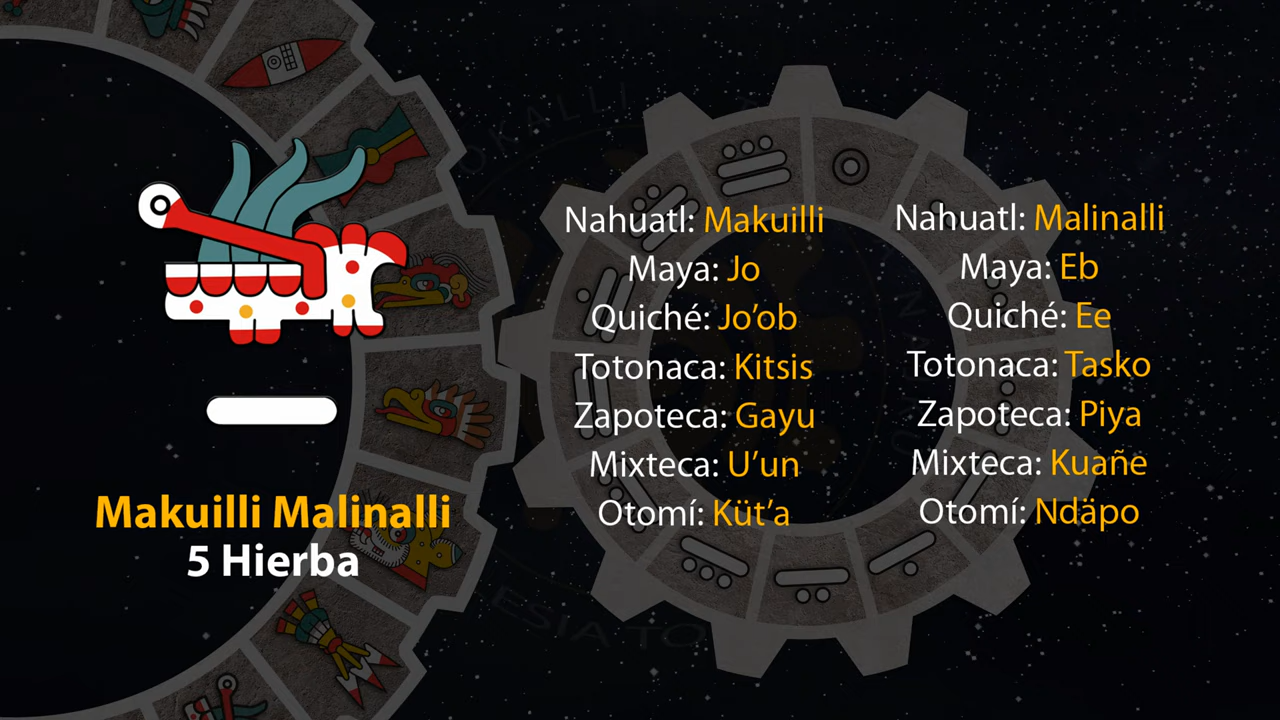 Makuilli Malinalli
5 Hierba
Nahuatl: Makuilli
Maya: Jo
Quiché: Jo’ob
Totonaca: Kitsis
Zapoteca: Gayu
Mixteca: U’un
Otomí: Küt’a
Nahuatl: Malinalli
Maya: Eb
Quiché: Ee
Totonaca: Tasko
Zapoteca: Piya
Mixteca: Kuañe
Otomí: Ndäpo